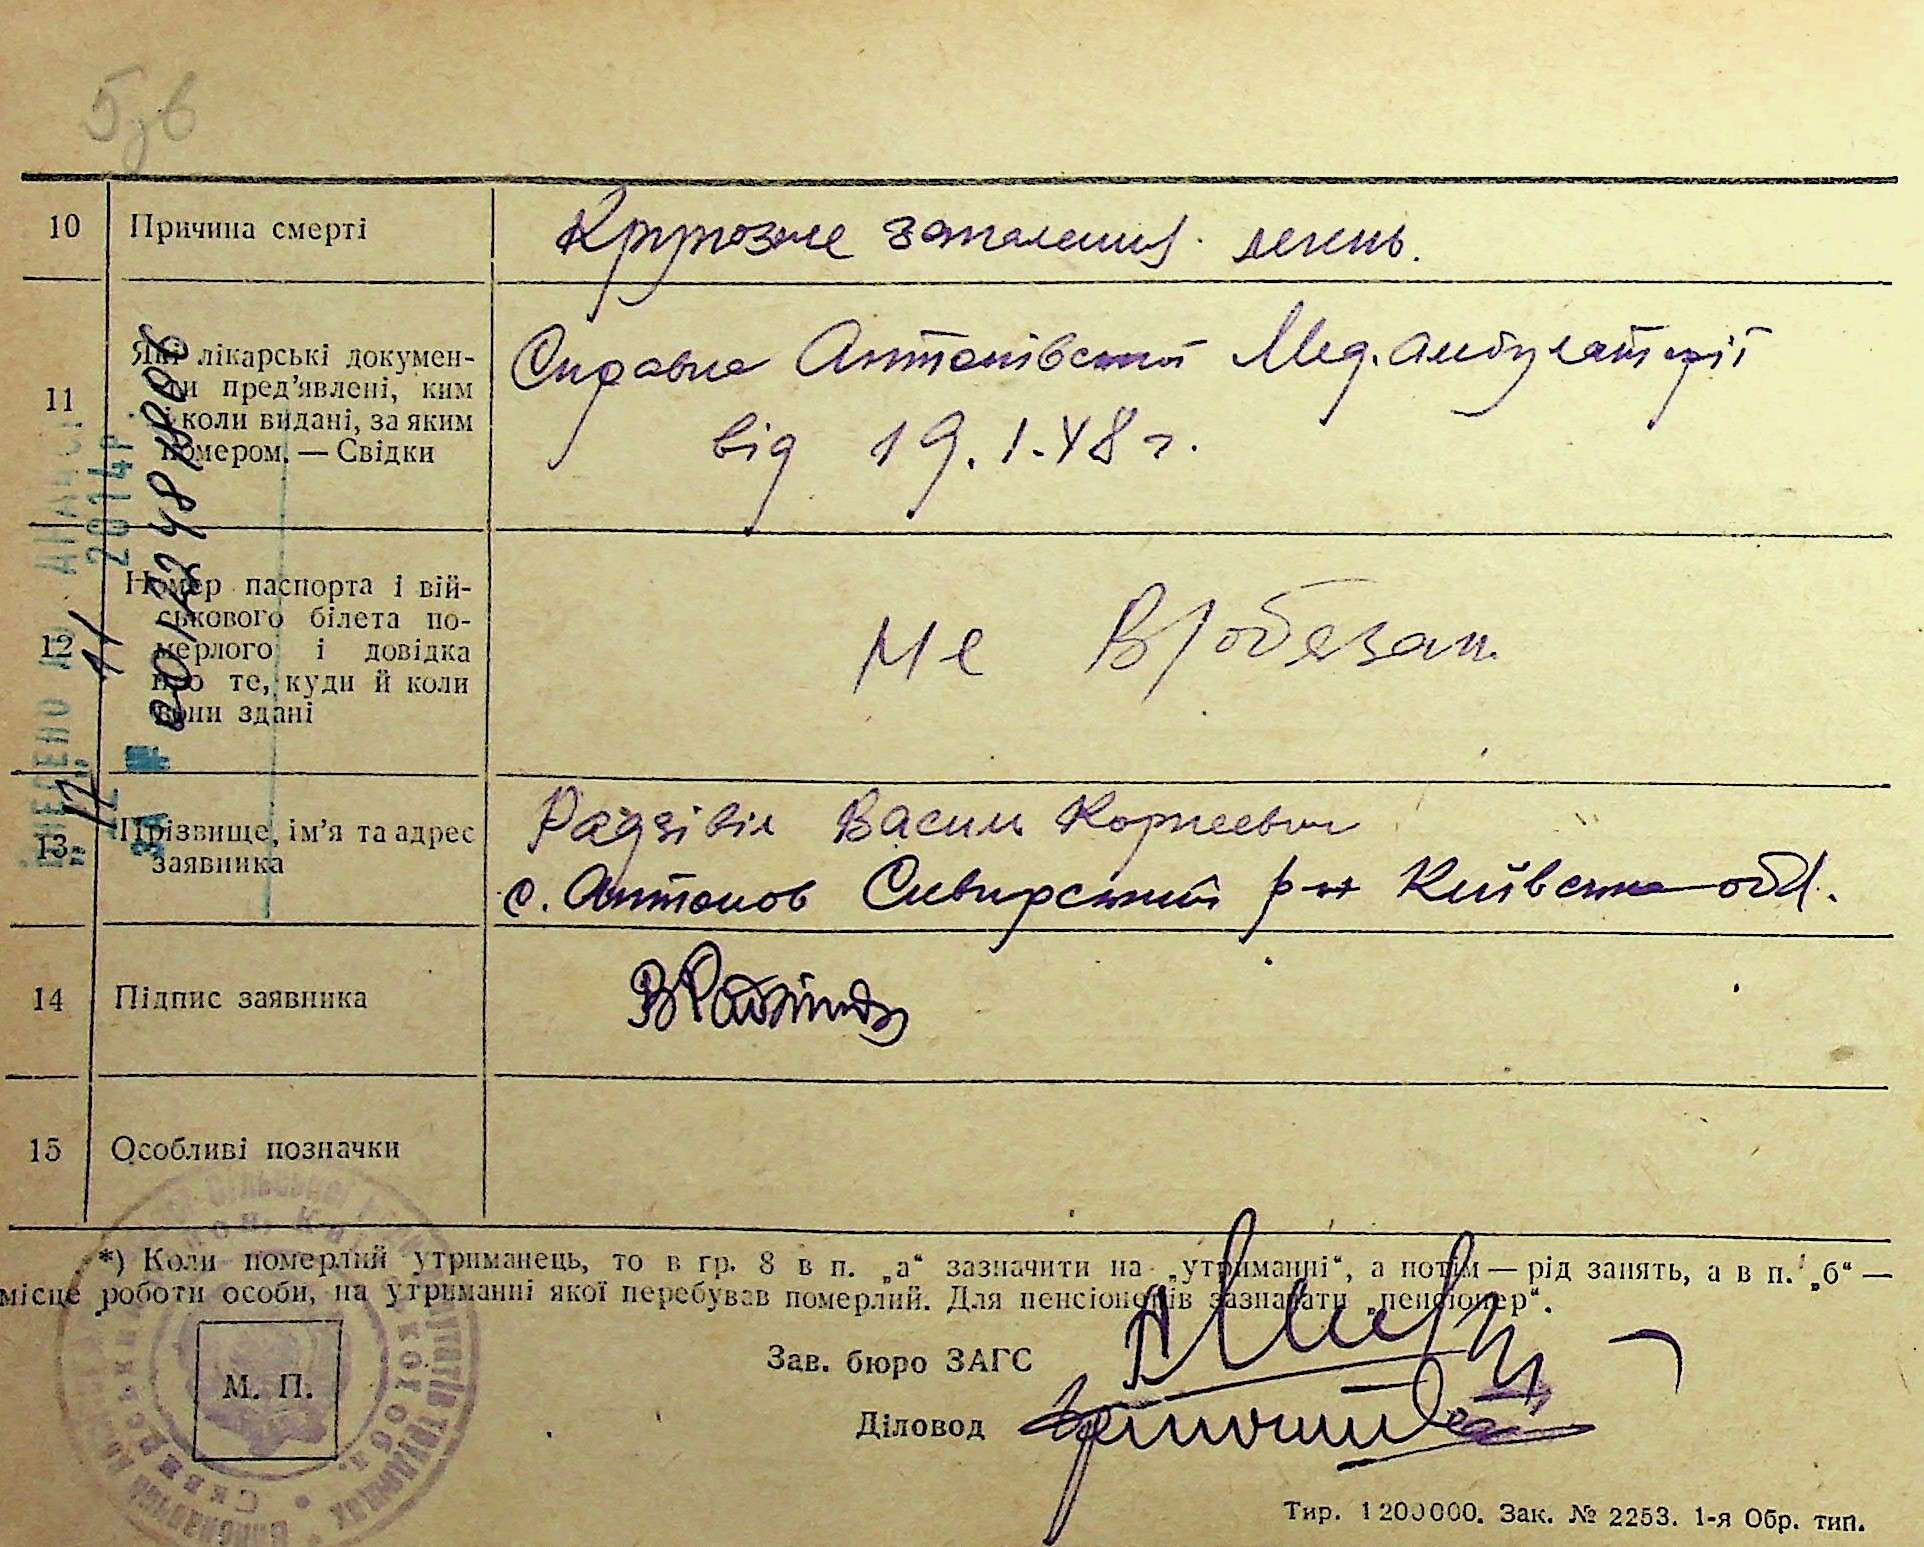 5зв
10 Причина смерті Крупозне запалення легень.
11 Які лікарські докумен-
ти пред'явлені, ким
і коли видані, за яким
номером. — Свідки
Справка Антонівської Мед. амбулаторії
від 19.I.48 г.
12 Номер паспорта і вій-
ськового білета по-
мерлого і довідка
про те, куди й коли
вони здані
Не В/обязан.
13 Прізвище, ім'я та адрес
заявника
Радзівіл Василь Корнеевич
с. Антонов Сквирський р-н Київська обл.
14 Підпис заявника
15 Особливі позначки
*) Коли померлий утриманець, то в гр. 8 в п. „а“ зазначити на „утриманні“, а потім — рід занять, а в п. „б“ —
місце роботи особи, на утриманні якої перебував померлий. Для пенсіонерів зазначати „пенсіонер“.
Зав. бюро ЗАГС
М. П.
Діловод
Тир. 1200000. Зак. № 2253. 1-я Обр. тип.
2014р